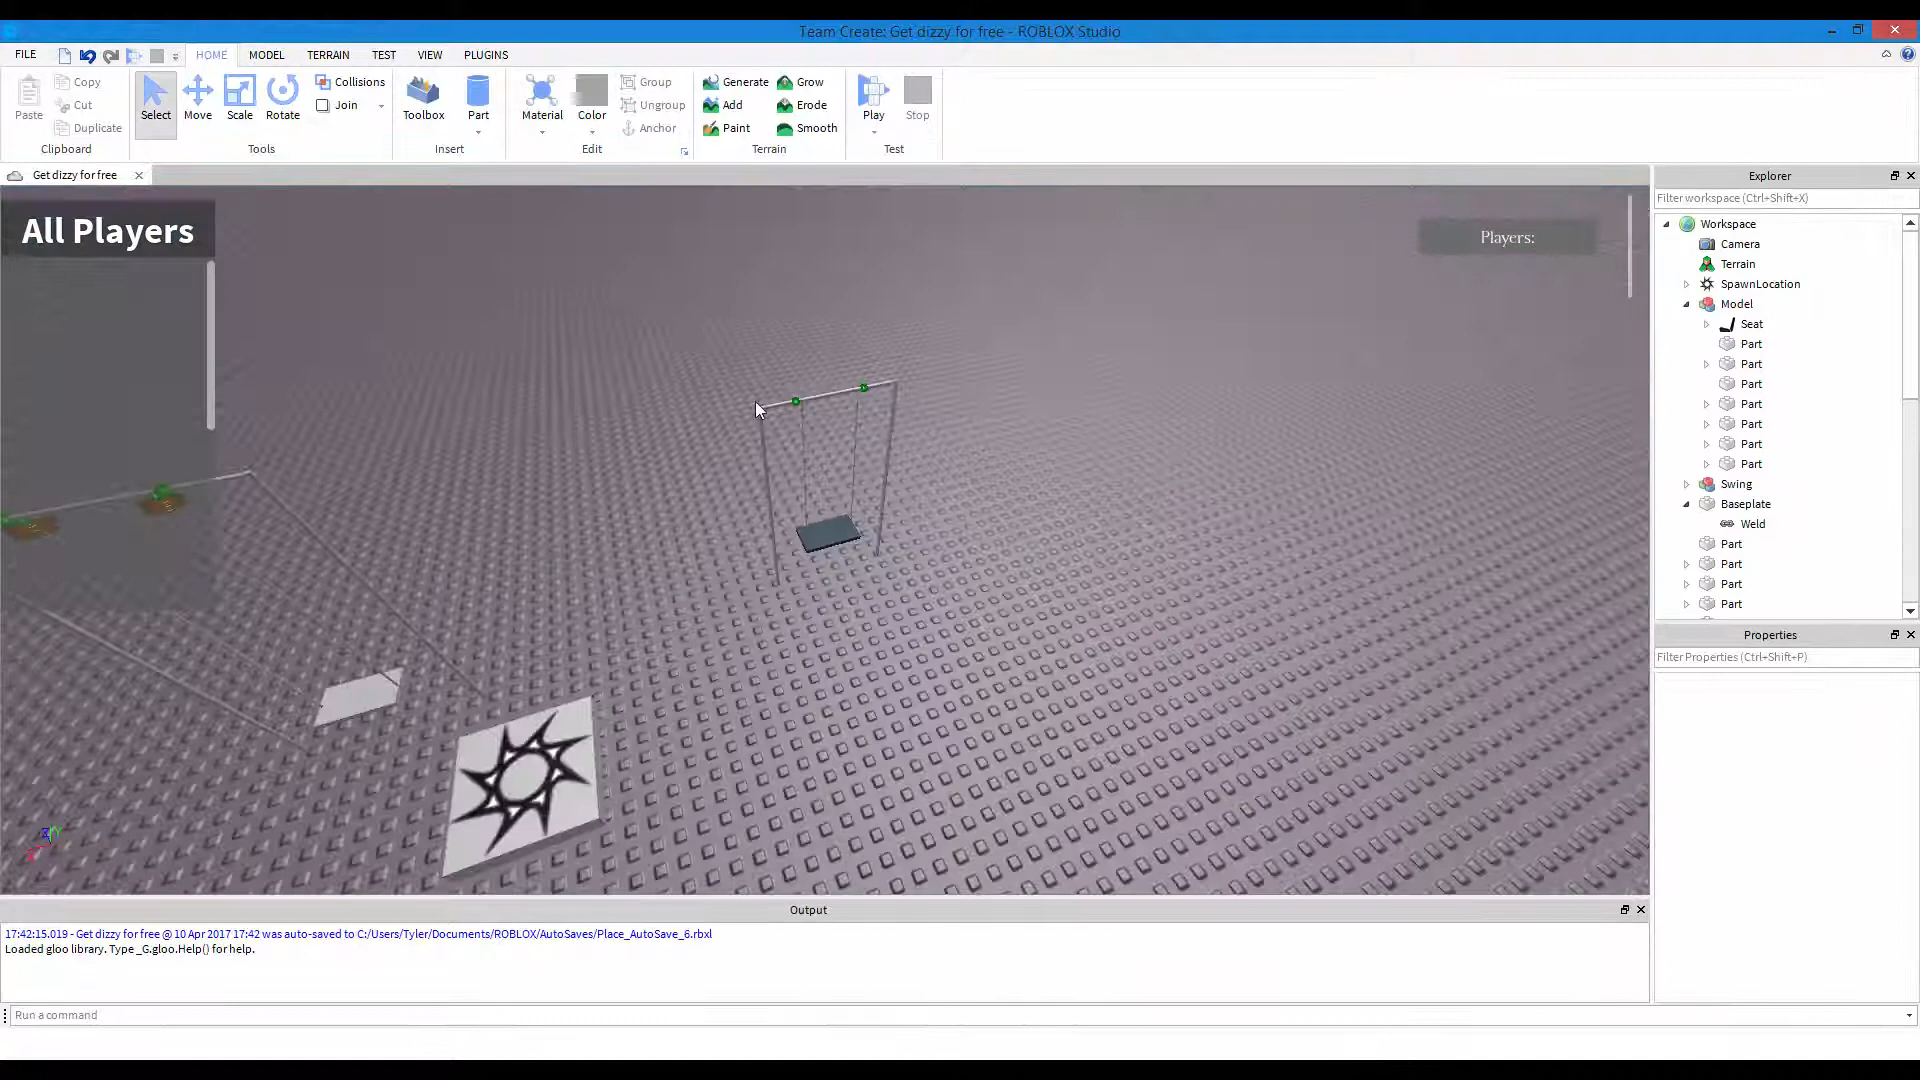 Team Create: Get dizzy for free - ROBLOX Studio
FILE HOME MODEL TERRAIN TEST VIEW PLUGINS
Paste
Copy
Cut
Duplicate
Clipboard
Select
Move
Scale
Rotate
Collisions
Join
Tools
Toolbox
Part
Insert
Material
Color
Group
Ungroup
Anchor
Edit
Generate
Add
Paint
Grow
Erode
Smooth
Terrain
Play
Stop
Test
Get dizzy for free
All Players
Players:
Explorer
Filter workspace (Ctrl+Shift+X)
Workspace
Camera
Terrain
SpawnLocation
Model
Seat
Part
Part
Part
Part
Part
Part
Part
Swing
Baseplate
Weld
Part
Part
Part
Part
Properties
Filter Properties (Ctrl+Shift+P)
Output
17:42:15.019 - Get dizzy for free @ 10 Apr 2017 17:42 was auto-saved to C:/Users/Tyler/Documents/ROBLOX/AutoSaves/Place_AutoSave_6.rbxl
Loaded gloo library. Type _G.gloo.Help() for help.
Run a command